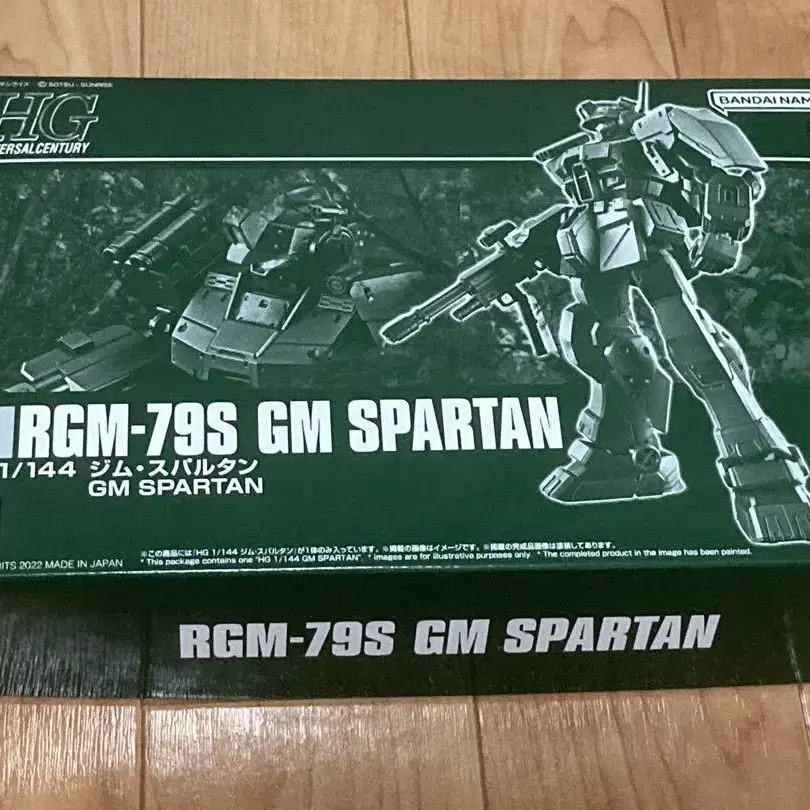 © SOTSU・SUNRISE
HG
BANDAI NAM
ERSALCENTURY
RGM-79S GM SPARTAN
1/144 ジム・スパルタン
GM SPARTAN
※この商品には「HG 1/144 ジム・スパルタン」が1体のみ入っています。※掲載の画像はイメージです。※掲載の完成品画像は塗装してあります。
RITS 2022 MADE IN JAPAN
* This package contains one "HG 1/144 GM SPARTAN". * images are for illustrative purposes only. * The completed product in the image has been painted.
RGM-79S GM SPARTAN